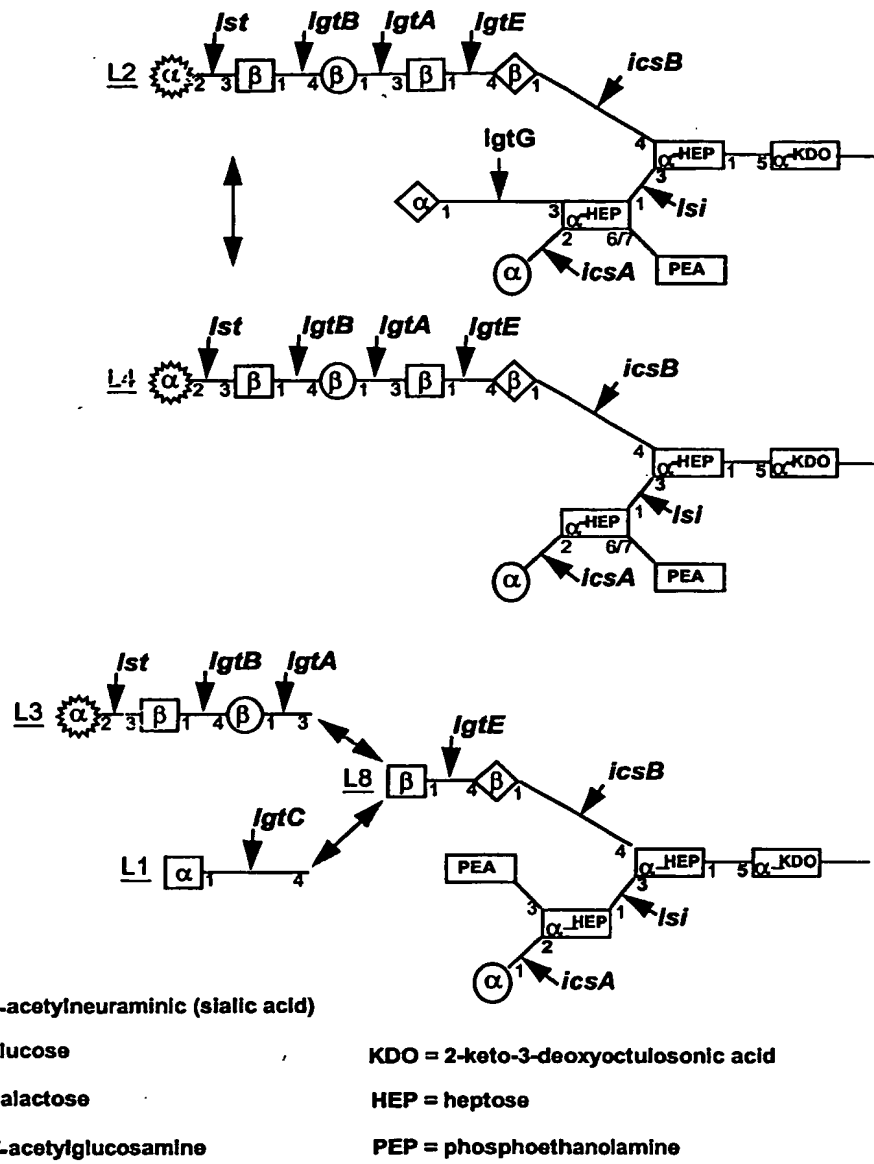 lst lgtB lgtA lgtE
icsB
L2 α 2 3 β 1 4 β 1 3 β 1 4 β 1
lgtG
4 α-HEP 1 5 α-KDO
3
α 1 3 α-HEP 1 lsi
2 6/7
α icsA PEA
lst lgtB lgtA lgtE
icsB
L4 α 2 3 β 1 4 β 1 3 β 1 4 β 1
4 α-HEP 1 5 α-KDO
3
α-HEP 1 lsi
2 6/7
α icsA PEA
lst lgtB lgtA
L3 α 2 3 β 1 4 β 1 3
lgtE
icsB
L8 β 1 4 β 1
lgtC
L1 α 1 4
4 α-HEP 1 5 α-KDO
PEA 3
3 α-HEP 1 lsi
2
α 1 icsA
-acetylneuraminic (sialic acid)
lucose KDO = 2-keto-3-deoxyoctulosonic acid
alactose HEP = heptose
-acetylglucosamine PEP = phosphoethanolamine